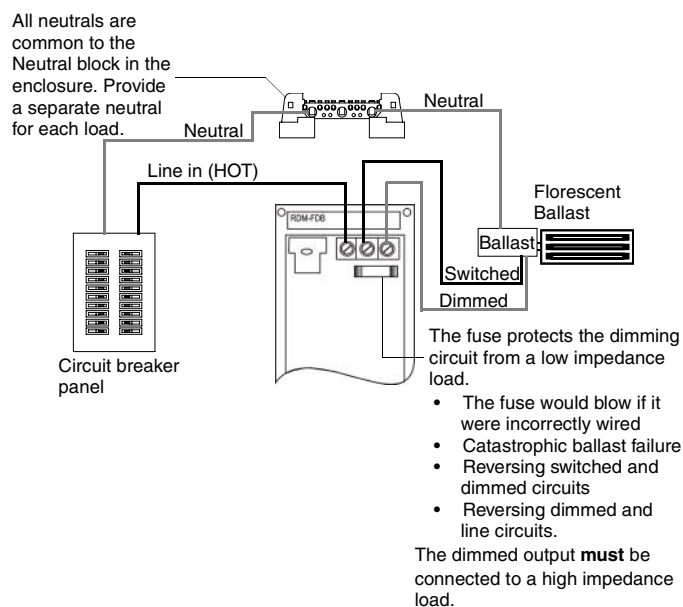 All neutrals are
common to the
Neutral block in the
enclosure. Provide
a separate neutral
for each load.
Neutral
Neutral
Line in (HOT)
RDM-FDB
Florescent
Ballast
Ballast
Switched
Dimmed
Circuit breaker
panel
The fuse protects the dimming
circuit from a low impedance
load.
• The fuse would blow if it
were incorrectly wired
• Catastrophic ballast failure
• Reversing switched and
dimmed circuits
• Reversing dimmed and
line circuits.
The dimmed output must be
connected to a high impedance
load.